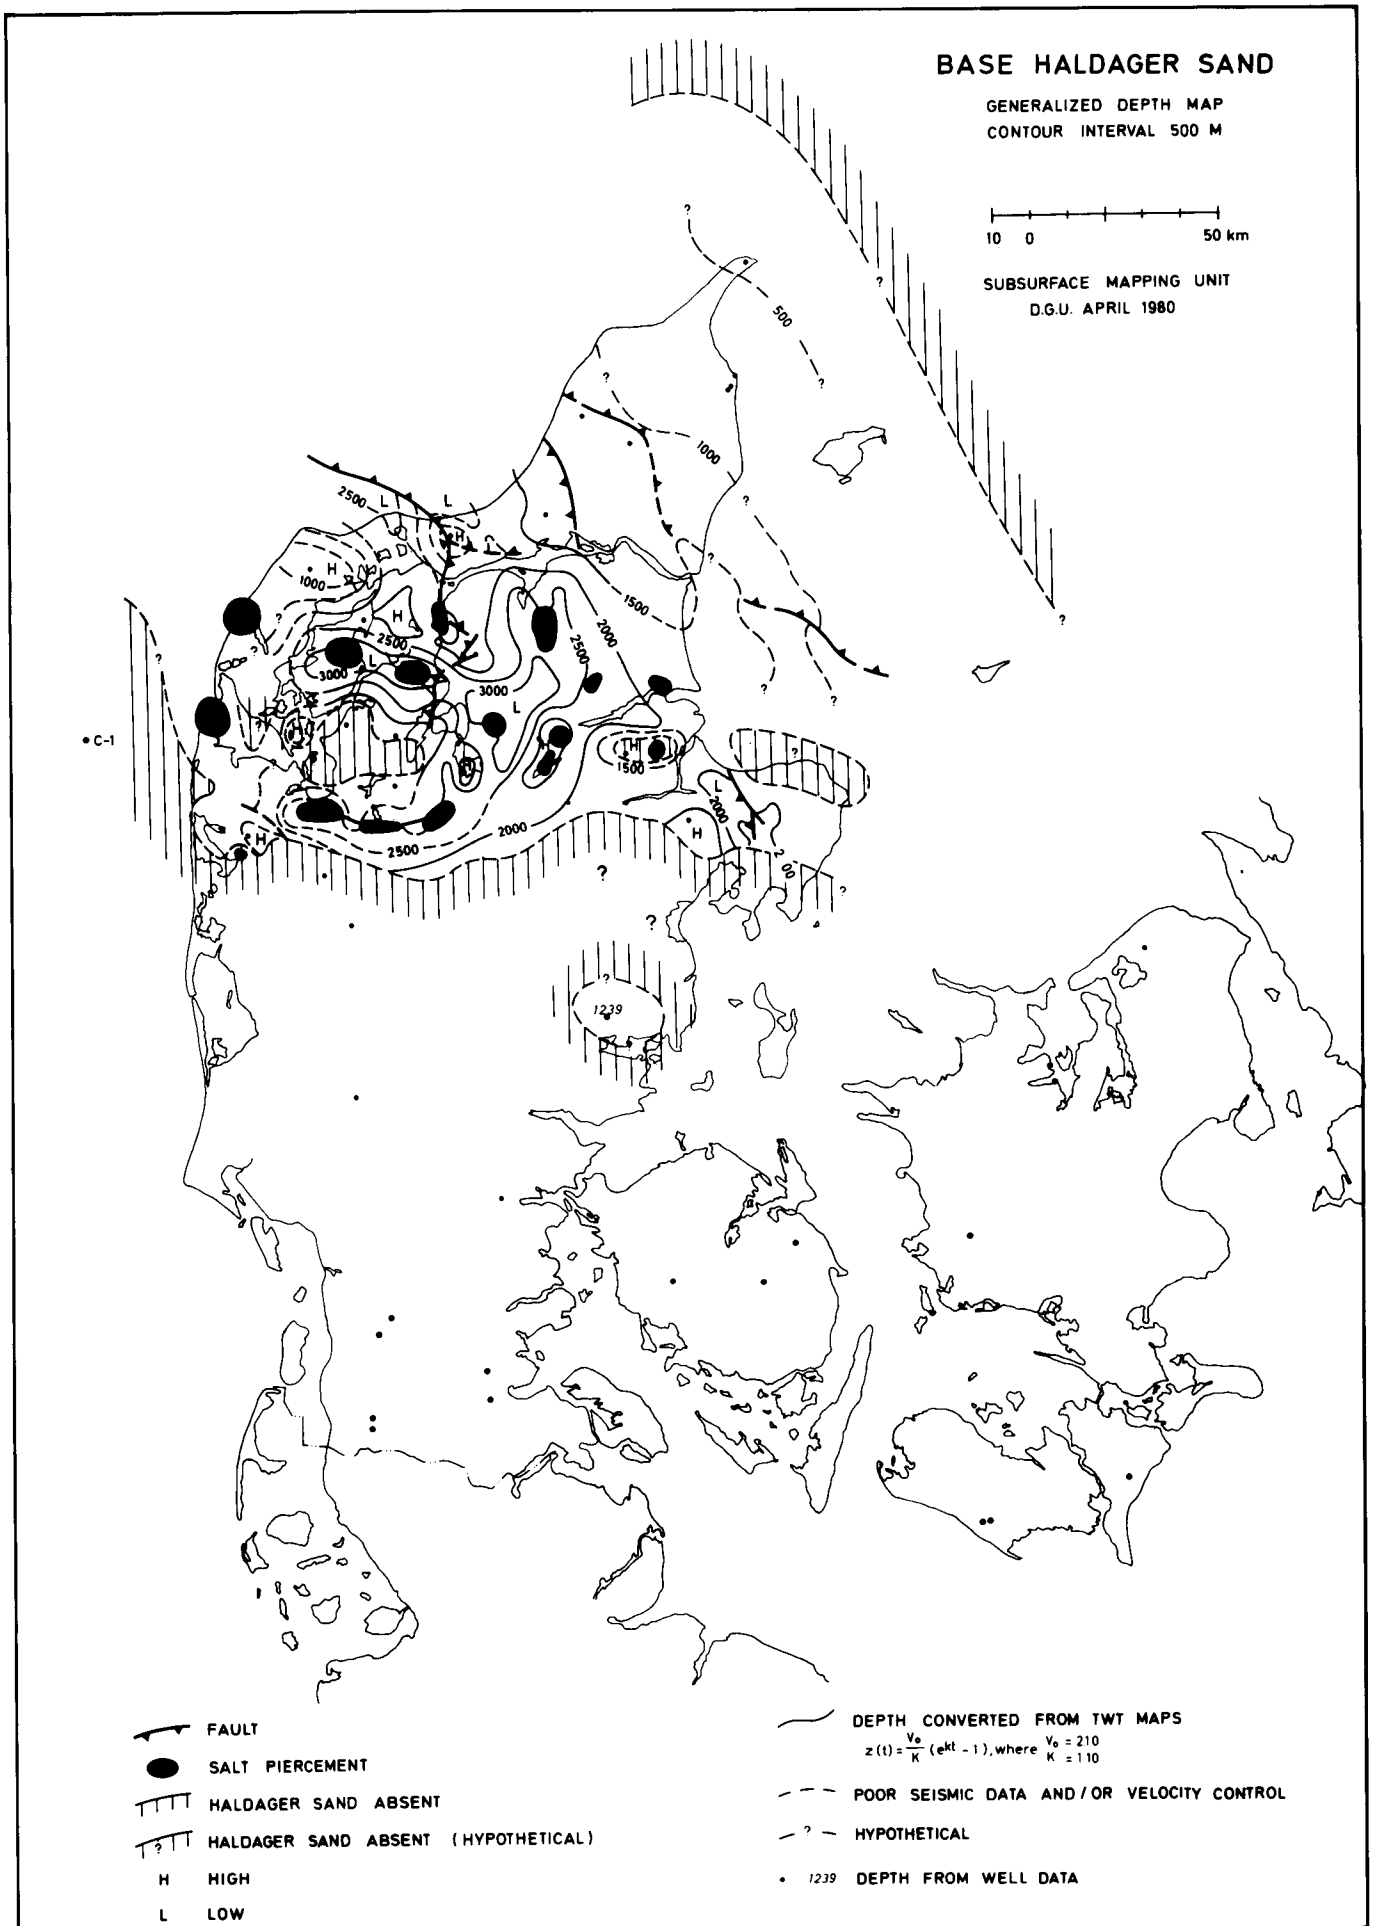 BASE HALDAGER SAND
GENERALIZED DEPTH MAP
CONTOUR INTERVAL 500 M
10 0 50 km
SUBSURFACE MAPPING UNIT
D.G.U. APRIL 1980
?
500
?
?
?
1000
?
2500
L
L
H
L
?
H
1000
?
1500
H
?
2000
2500
?
2500
L
3000
3000
L
?
?
?
C-1
?
H
H
H
?
1500
L
2000
H
H
2000
2500
?
?
?
?
1239
FAULT
SALT PIERCEMENT
HALDAGER SAND ABSENT
? HALDAGER SAND ABSENT (HYPOTHETICAL)
H HIGH
L LOW
DEPTH CONVERTED FROM TWT MAPS
z(t) = V₀/K (e^kt - 1), where V₀ = 210 K = 110
POOR SEISMIC DATA AND/OR VELOCITY CONTROL
? HYPOTHETICAL
1239 DEPTH FROM WELL DATA